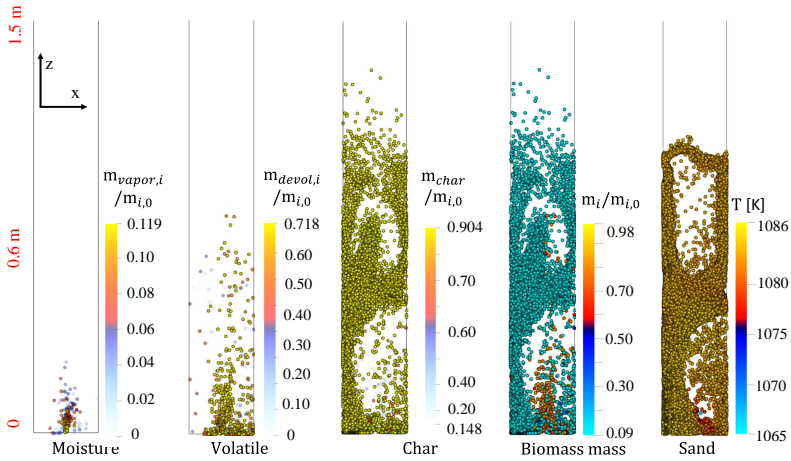 1.5 m
0.6 m
0
z
x
m_vapor,i
/m_i,0
0.119
0.10
0.08
0.06
0.04
0.02
0
Moisture
m_devol,i
/m_i,0
0.718
0.60
0.50
0.40
0.30
0.20
0.10
0
Volatile
m_char
/m_i,0
0.904
0.70
0.60
0.40
0.20
0.148
Char
m_i/m_i,0
0.98
0.70
0.50
0.30
0.09
Biomass mass
T [K]
1086
1080
1075
1070
1065
Sand